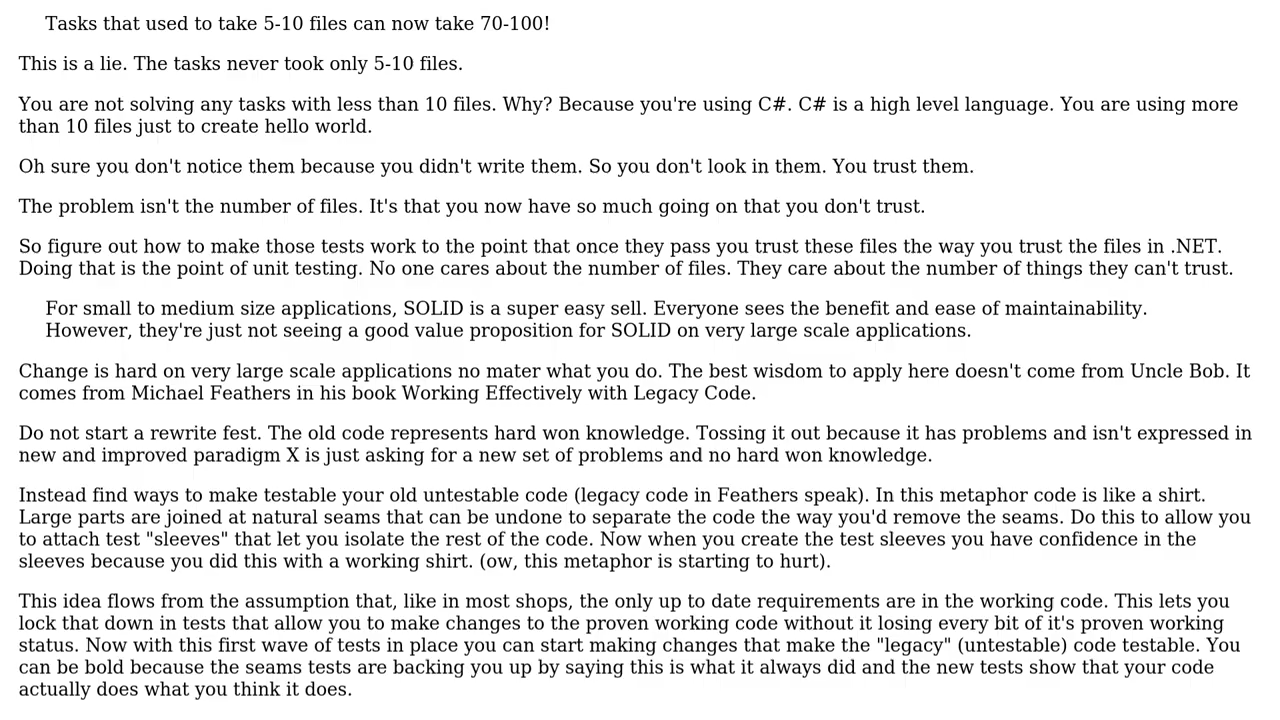 Tasks that used to take 5-10 files can now take 70-100!
This is a lie. The tasks never took only 5-10 files.
You are not solving any tasks with less than 10 files. Why? Because you're using C#. C# is a high level language. You are using more
than 10 files just to create hello world.
Oh sure you don't notice them because you didn't write them. So you don't look in them. You trust them.
The problem isn't the number of files. It's that you now have so much going on that you don't trust.
So figure out how to make those tests work to the point that once they pass you trust these files the way you trust the files in .NET.
Doing that is the point of unit testing. No one cares about the number of files. They care about the number of things they can't trust.
For small to medium size applications, SOLID is a super easy sell. Everyone sees the benefit and ease of maintainability.
However, they're just not seeing a good value proposition for SOLID on very large scale applications.
Change is hard on very large scale applications no mater what you do. The best wisdom to apply here doesn't come from Uncle Bob. It
comes from Michael Feathers in his book Working Effectively with Legacy Code.
Do not start a rewrite fest. The old code represents hard won knowledge. Tossing it out because it has problems and isn't expressed in
new and improved paradigm X is just asking for a new set of problems and no hard won knowledge.
Instead find ways to make testable your old untestable code (legacy code in Feathers speak). In this metaphor code is like a shirt.
Large parts are joined at natural seams that can be undone to separate the code the way you'd remove the seams. Do this to allow you
to attach test "sleeves" that let you isolate the rest of the code. Now when you create the test sleeves you have confidence in the
sleeves because you did this with a working shirt. (ow, this metaphor is starting to hurt).
This idea flows from the assumption that, like in most shops, the only up to date requirements are in the working code. This lets you
lock that down in tests that allow you to make changes to the proven working code without it losing every bit of it's proven working
status. Now with this first wave of tests in place you can start making changes that make the "legacy" (untestable) code testable. You
can be bold because the seams tests are backing you up by saying this is what it always did and the new tests show that your code
actually does what you think it does.